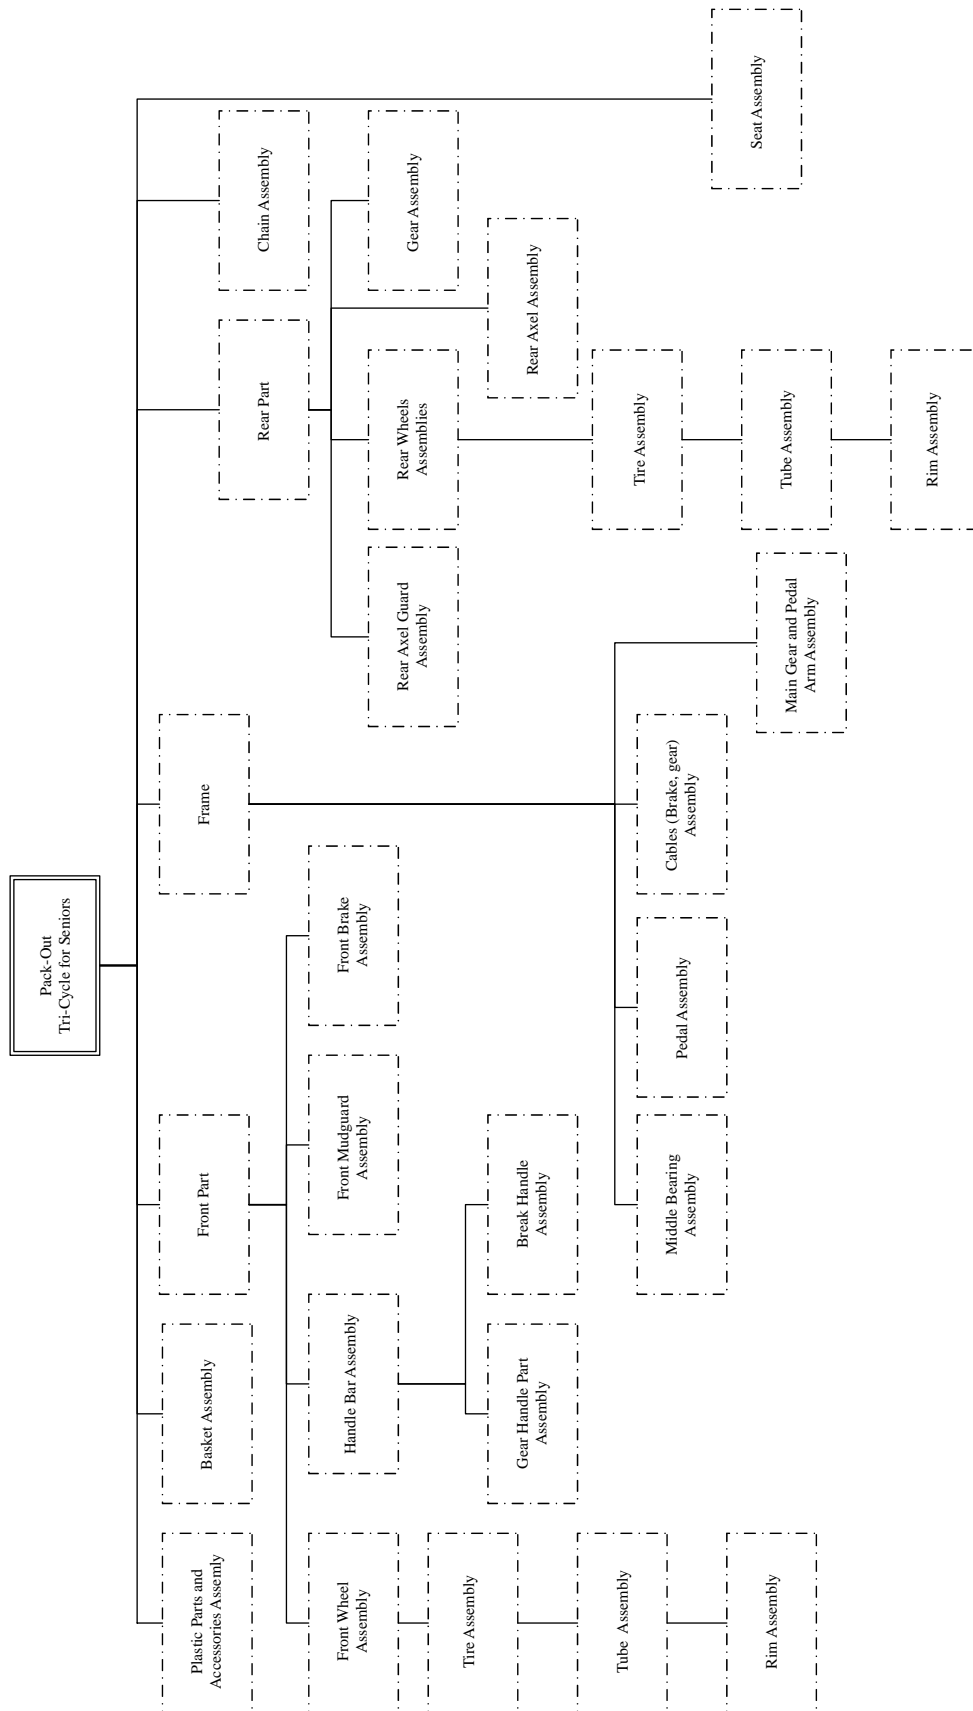 Pack-Out
Tri-Cycle for Seniors
Plastic Parts and
Accessories Assemly
Basket Assembly
Front Part
Frame
Rear Part
Chain Assembly
Seat Assembly
Front Wheel
Assembly
Handle Bar Assembly
Front Mudguard
Assembly
Front Brake
Assembly
Rear Axel Guard
Assembly
Rear Wheels
Assemblies
Rear Axel Assembly
Gear Assembly
Tire Assembly
Tube Assembly
Rim Assembly
Gear Handle Part
Assembly
Break Handle
Assembly
Middle Bearing
Assembly
Pedal Assembly
Cables (Brake, gear)
Assembly
Main Gear and Pedal
Arm Assembly
Tire Assembly
Tube Assembly
Rim Assembly